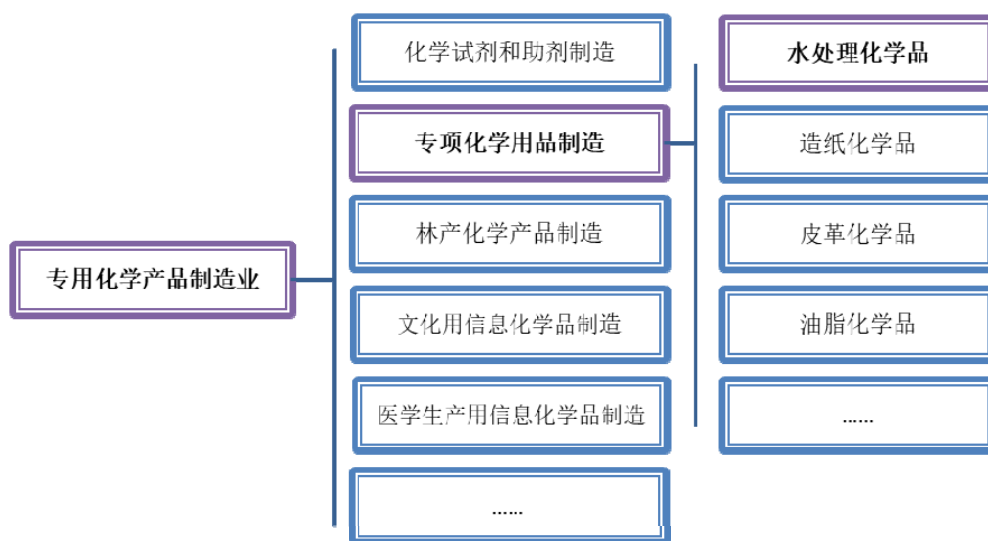 专用化学产品制造业
化学试剂和助剂制造
专项化学用品制造
林产化学产品制造
文化用信息化学品制造
医学生产用信息化学品制造
......
水处理化学品
造纸化学品
皮革化学品
油脂化学品
......